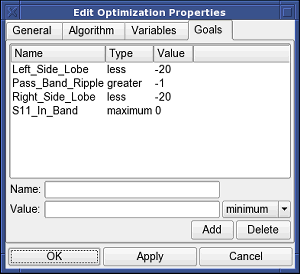 Edit Optimization Properties
General Algorithm Variables Goals
Name Type Value
Left_Side_Lobe less -20
Pass_Band_Ripple greater -1
Right_Side_Lobe less -20
S11_In_Band maximum 0
Name:
Value: minimum
Add Delete
OK Apply Cancel